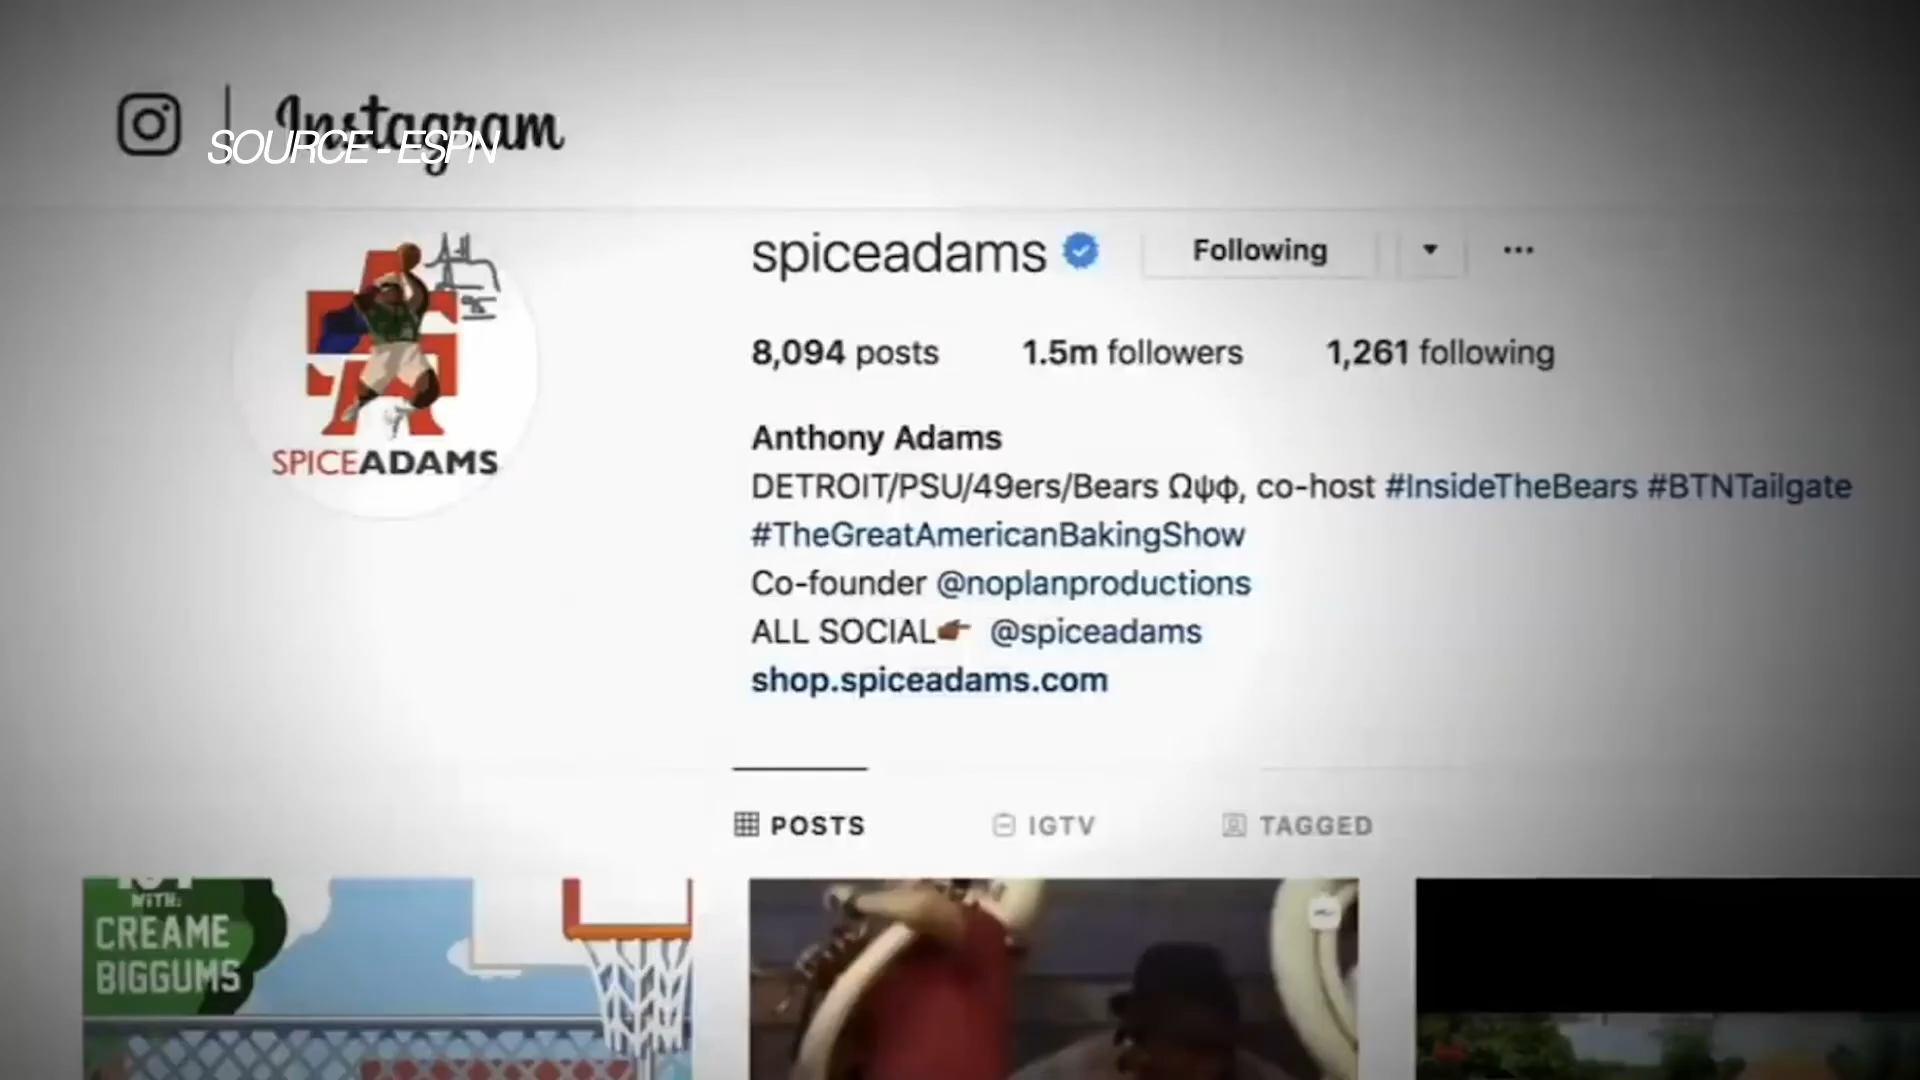 Instagram
SOURCE - ESPN
spiceadams
Following
8,094 posts 1.5m followers 1,261 following
SPICEADAMS
Anthony Adams
DETROIT/PSU/49ers/Bears Ωψφ, co-host #InsideTheBears #BTNTailgate
#TheGreatAmericanBakingShow
Co-founder @noplanproductions
ALL SOCIAL👉🏾 @spiceadams
shop.spiceadams.com
POSTS IGTV TAGGED
WITH:
CREAME
BIGGUMS